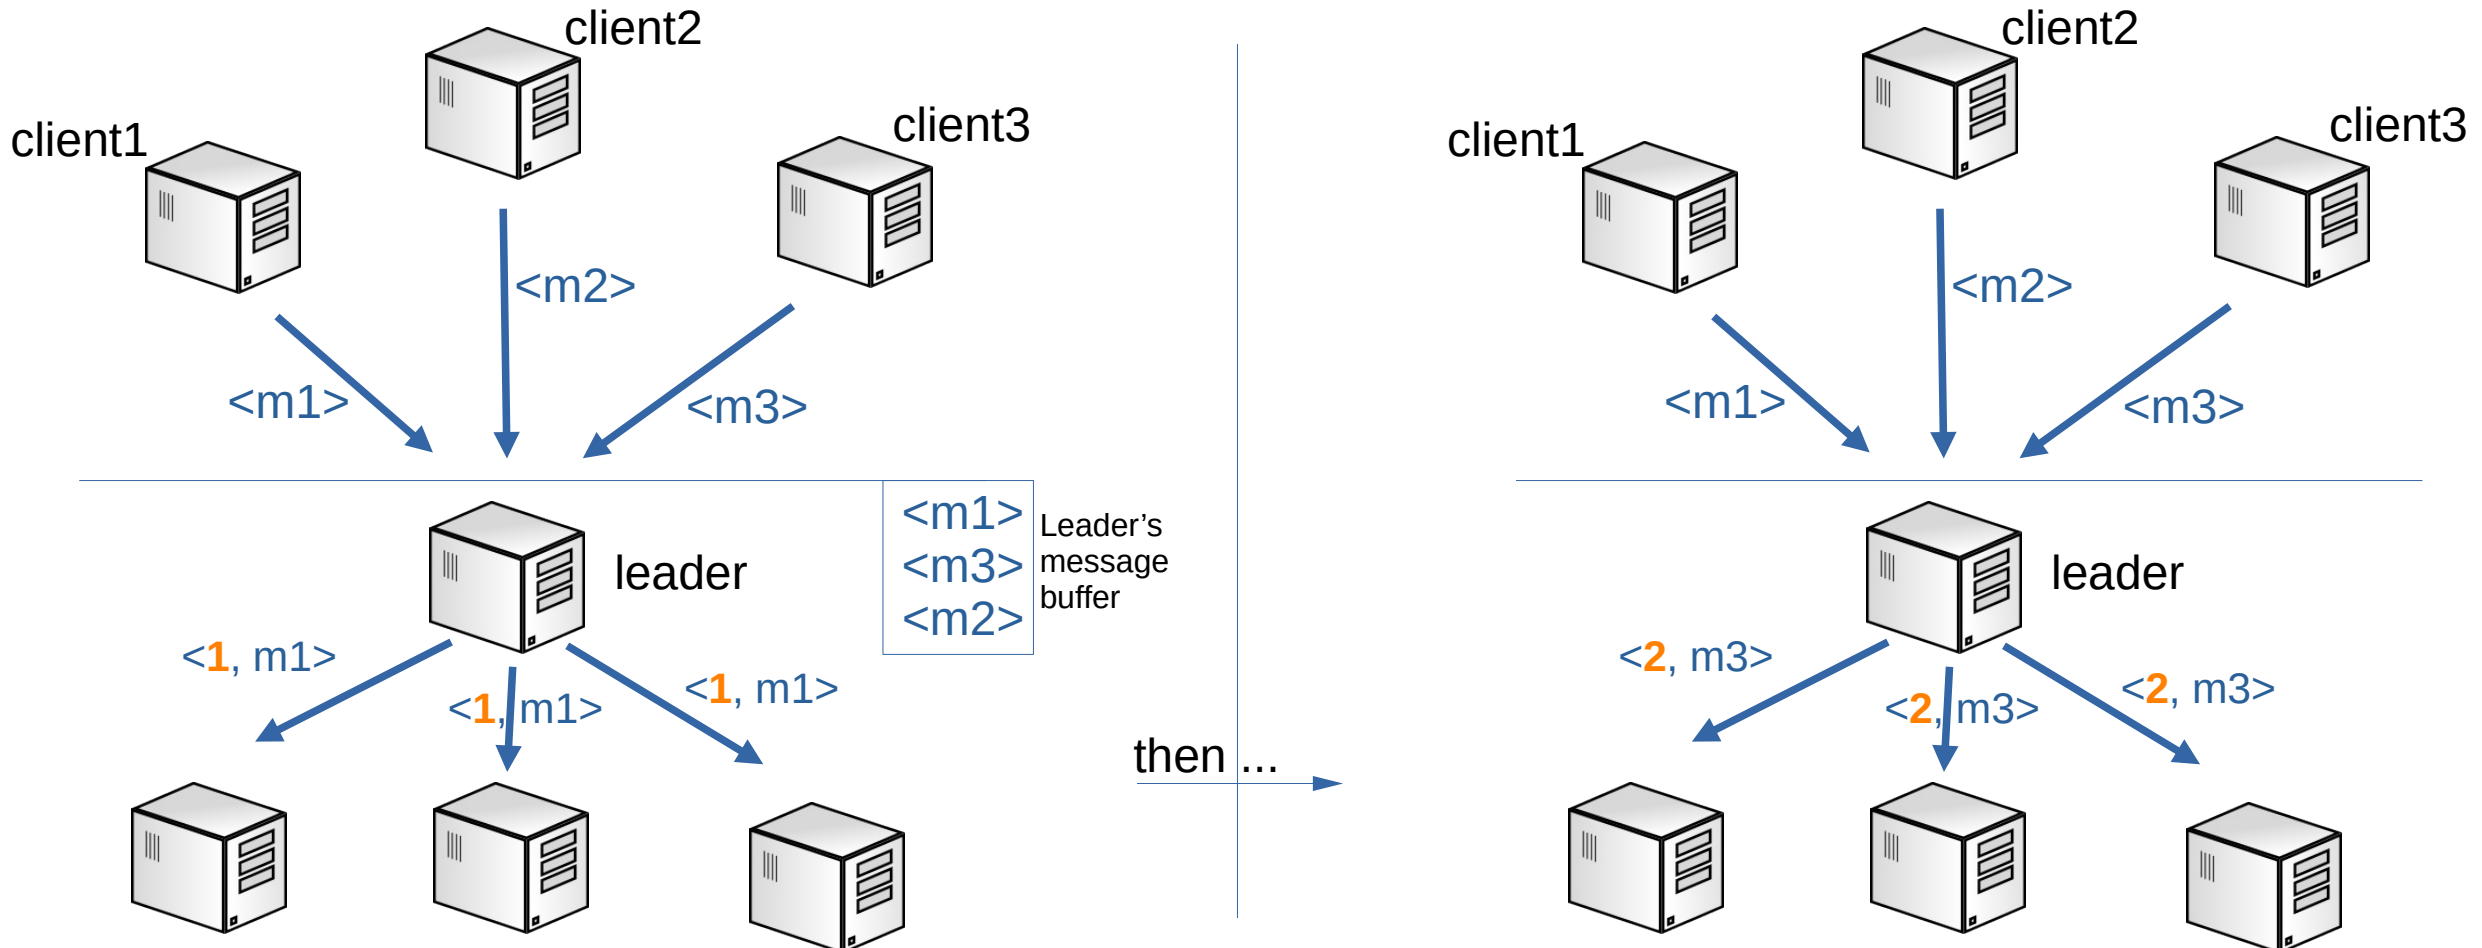 client2
client1
client3
<m2>
<m1>
<m3>
<m1>
<m3>
<m2>
Leader’s
message
buffer
leader
<1, m1>
<1, m1>
<1, m1>
then ...
client2
client1
client3
<m2>
<m1>
<m3>
leader
<2, m3>
<2, m3>
<2, m3>